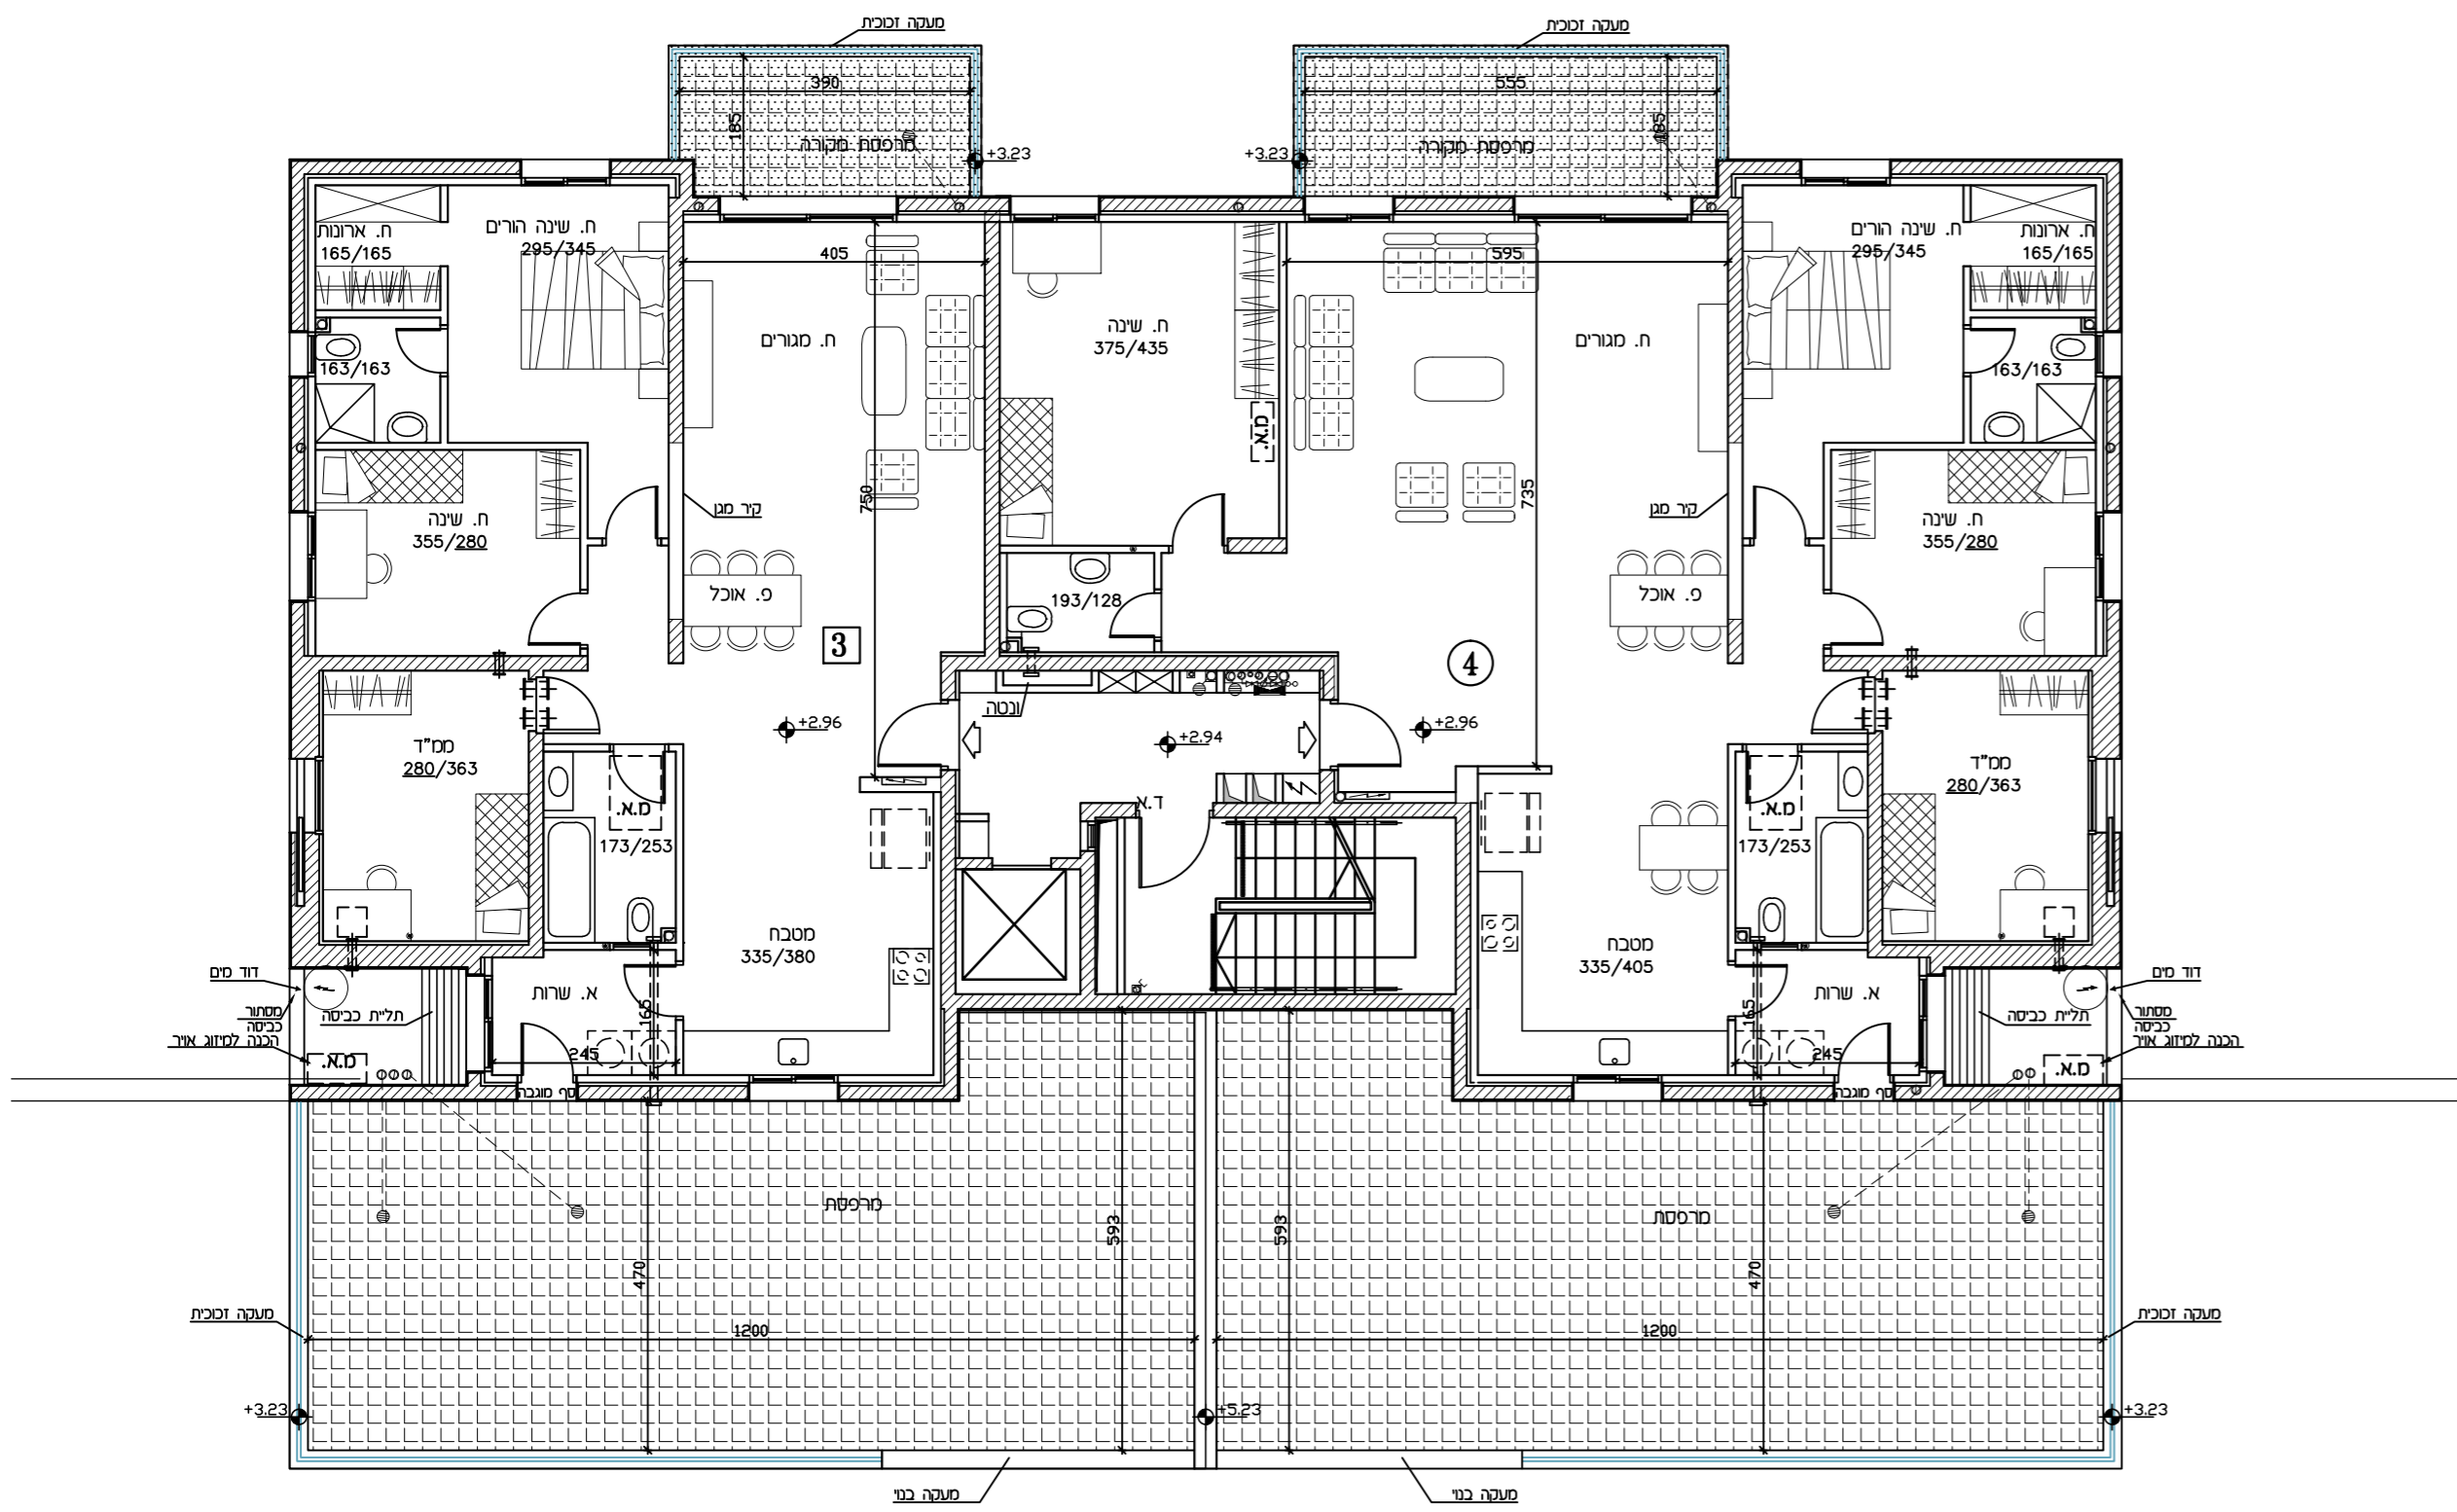 מעקה זכוכית
מעקה זכוכית
390
555
185
185
מרפסת מקורה
מרפסת מקורה
+3.23
+3.23
ח. ארונות
165/165
ח. שינה הורים
295/345
405
595
ח. שינה הורים
295/345
ח. ארונות
165/165
163/163
ח. מגורים
ח. שינה
375/435
ח. מגורים
163/163
מ.א.
750
735
קיר מגן
קיר מגן
ח. שינה
355/280
ח. שינה
355/280
פ. אוכל
193/128
פ. אוכל
3
4
ונטה
+2.96
+2.94
+2.96
ממ"ד
280/363
ממ"ד
280/363
מ.א.
173/253
ד.א
מ.א.
173/253
מטבח
335/380
מטבח
335/405
דוד מים
מסתור
כביסה
הכנה למיזוג אויר
תליית כביסה
א. שרות
165
245
מ.א.
סף מוגבה
א. שרות
165
245
תליית כביסה
דוד מים
מסתור
כביסה
הכנה למיזוג אויר
מ.א.
סף מוגבה
מרפסת
מרפסת
593
593
470
470
מעקה זכוכית
מעקה זכוכית
1200
1200
+3.23
+5.23
+3.23
מעקה בנוי
מעקה בנוי